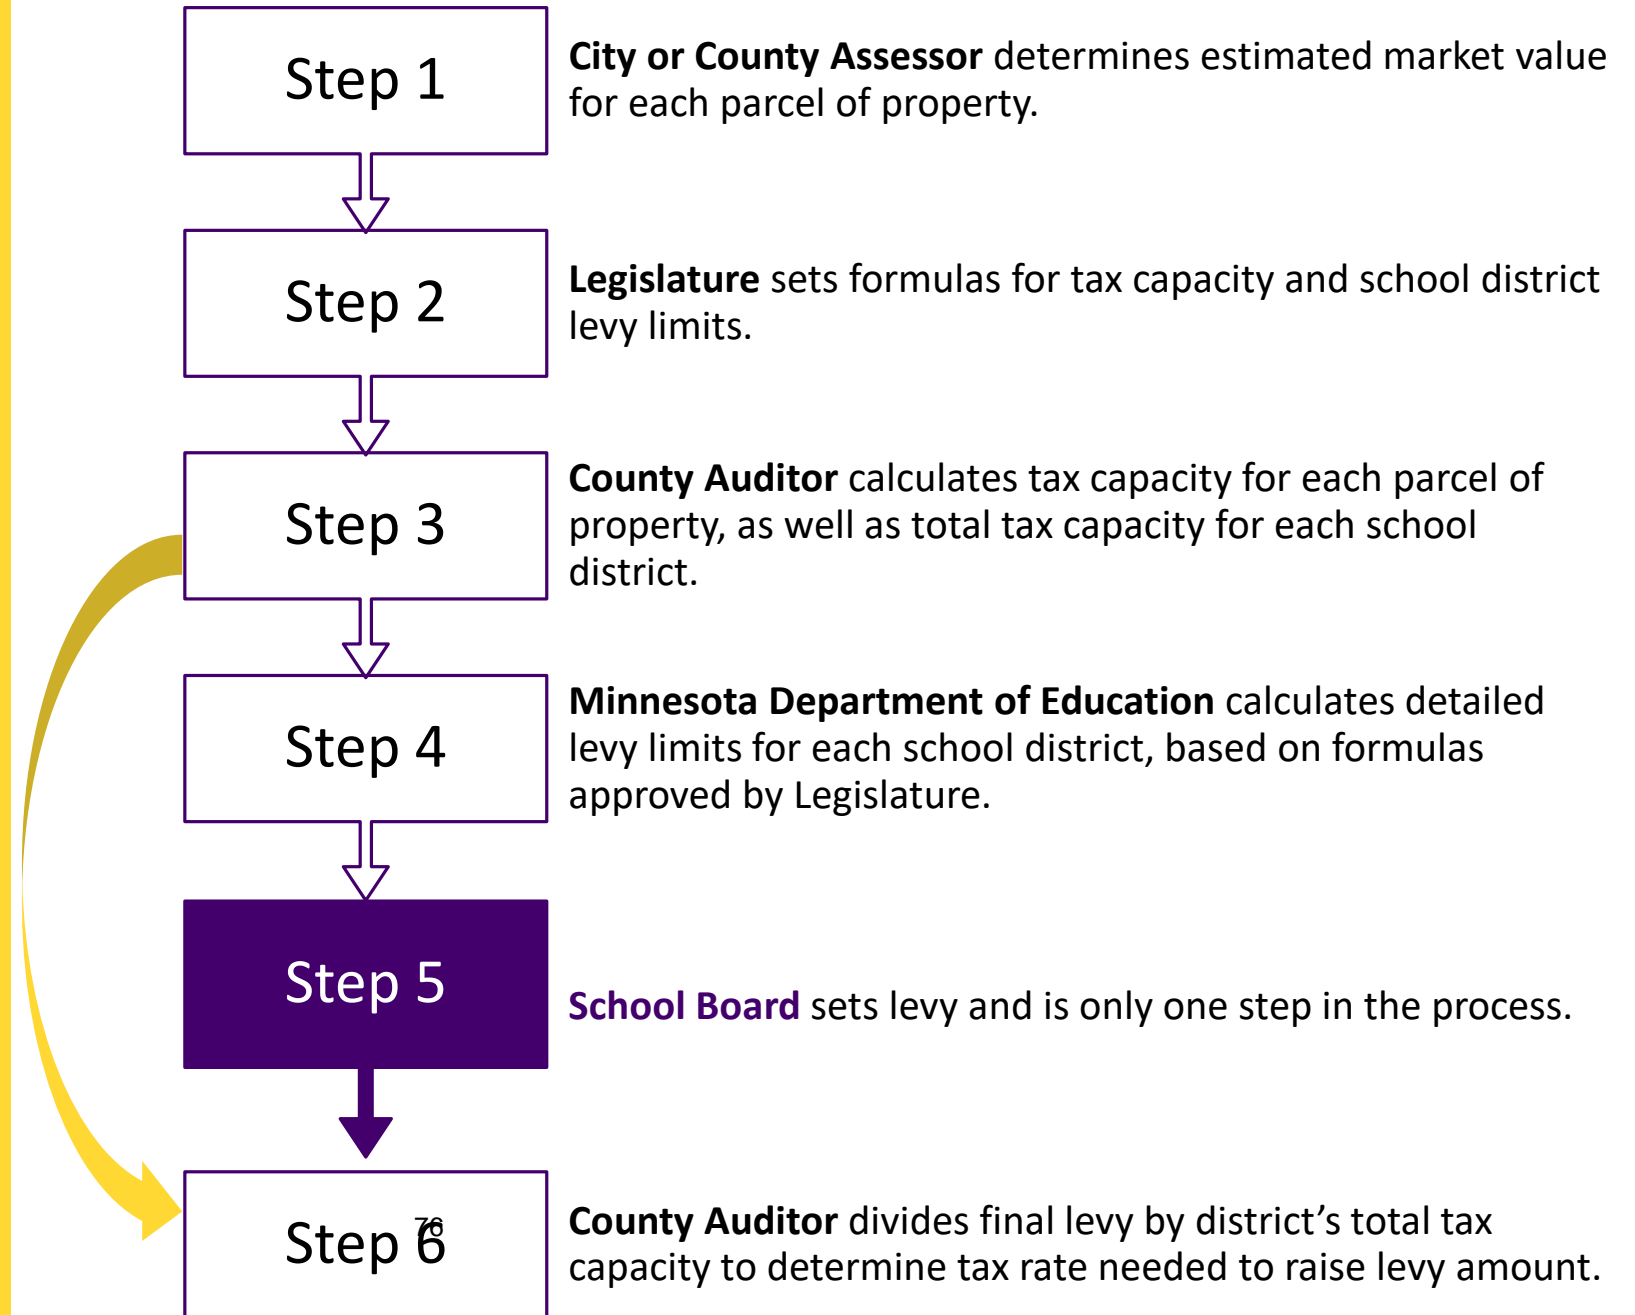 Step 1
City or County Assessor determines estimated market value
for each parcel of property.
Step 2
Legislature sets formulas for tax capacity and school district
levy limits.
Step 3
County Auditor calculates tax capacity for each parcel of
property, as well as total tax capacity for each school
district.
Step 4
Minnesota Department of Education calculates detailed
levy limits for each school district, based on formulas
approved by Legislature.
Step 5
School Board sets levy and is only one step in the process.
Step 6
76
County Auditor divides final levy by district’s total tax
capacity to determine tax rate needed to raise levy amount.